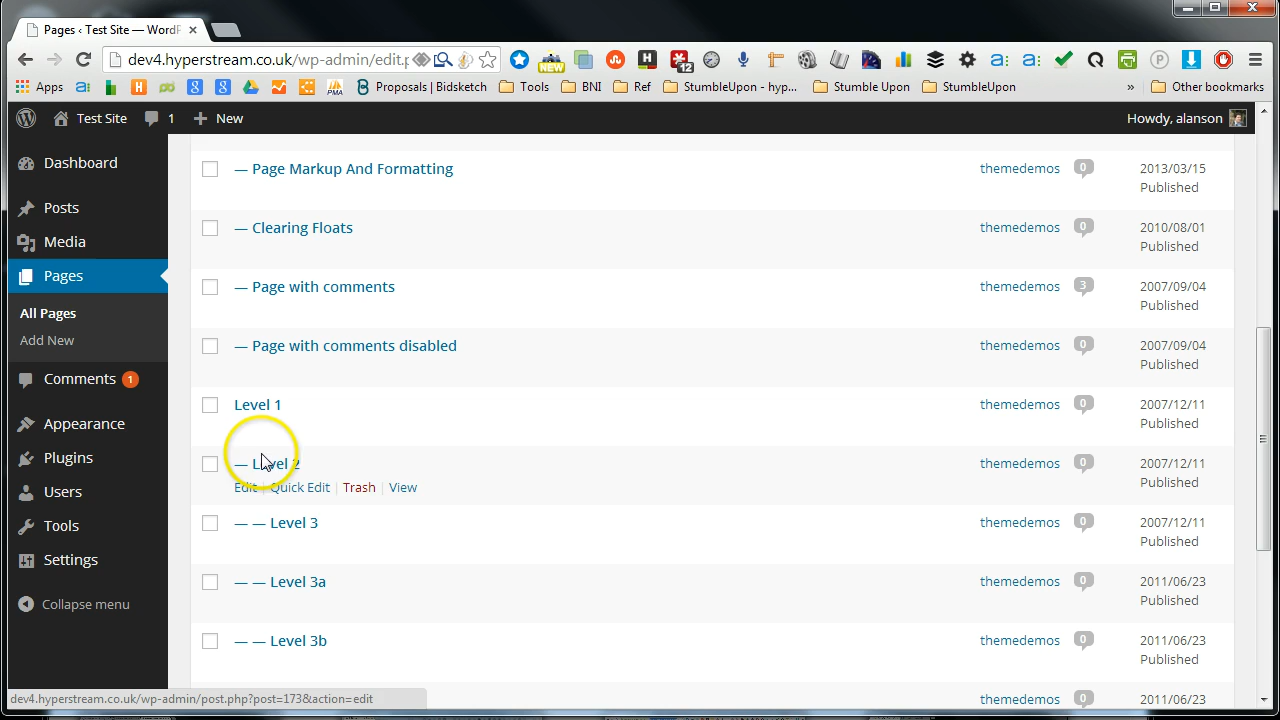 Pages ‹ Test Site — WordP
dev4.hyperstream.co.uk/wp-admin/edit.p
NEW
12
Apps
PMA
Proposals | Bidsketch
Tools
BNI
Ref
StumbleUpon - hyp...
Stumble Upon
StumbleUpon
»
Other bookmarks
Test Site
1
New
Howdy, alanson
Dashboard
Posts
Media
Pages
All Pages
Add New
Comments 1
Appearance
Plugins
Users
Tools
Settings
Collapse menu
— Page Markup And Formatting themedemos 0 2013/03/15
Published
— Clearing Floats themedemos 0 2010/08/01
Published
— Page with comments themedemos 3 2007/09/04
Published
— Page with comments disabled themedemos 0 2007/09/04
Published
Level 1 themedemos 0 2007/12/11
Published
— Level 2 themedemos 0 2007/12/11
Edit | Quick Edit | Trash | View Published
— — Level 3 themedemos 0 2007/12/11
Published
— — Level 3a themedemos 0 2011/06/23
Published
— — Level 3b themedemos 0 2011/06/23
Published
themedemos 0 2011/06/23
dev4.hyperstream.co.uk/wp-admin/post.php?post=173&action=edit